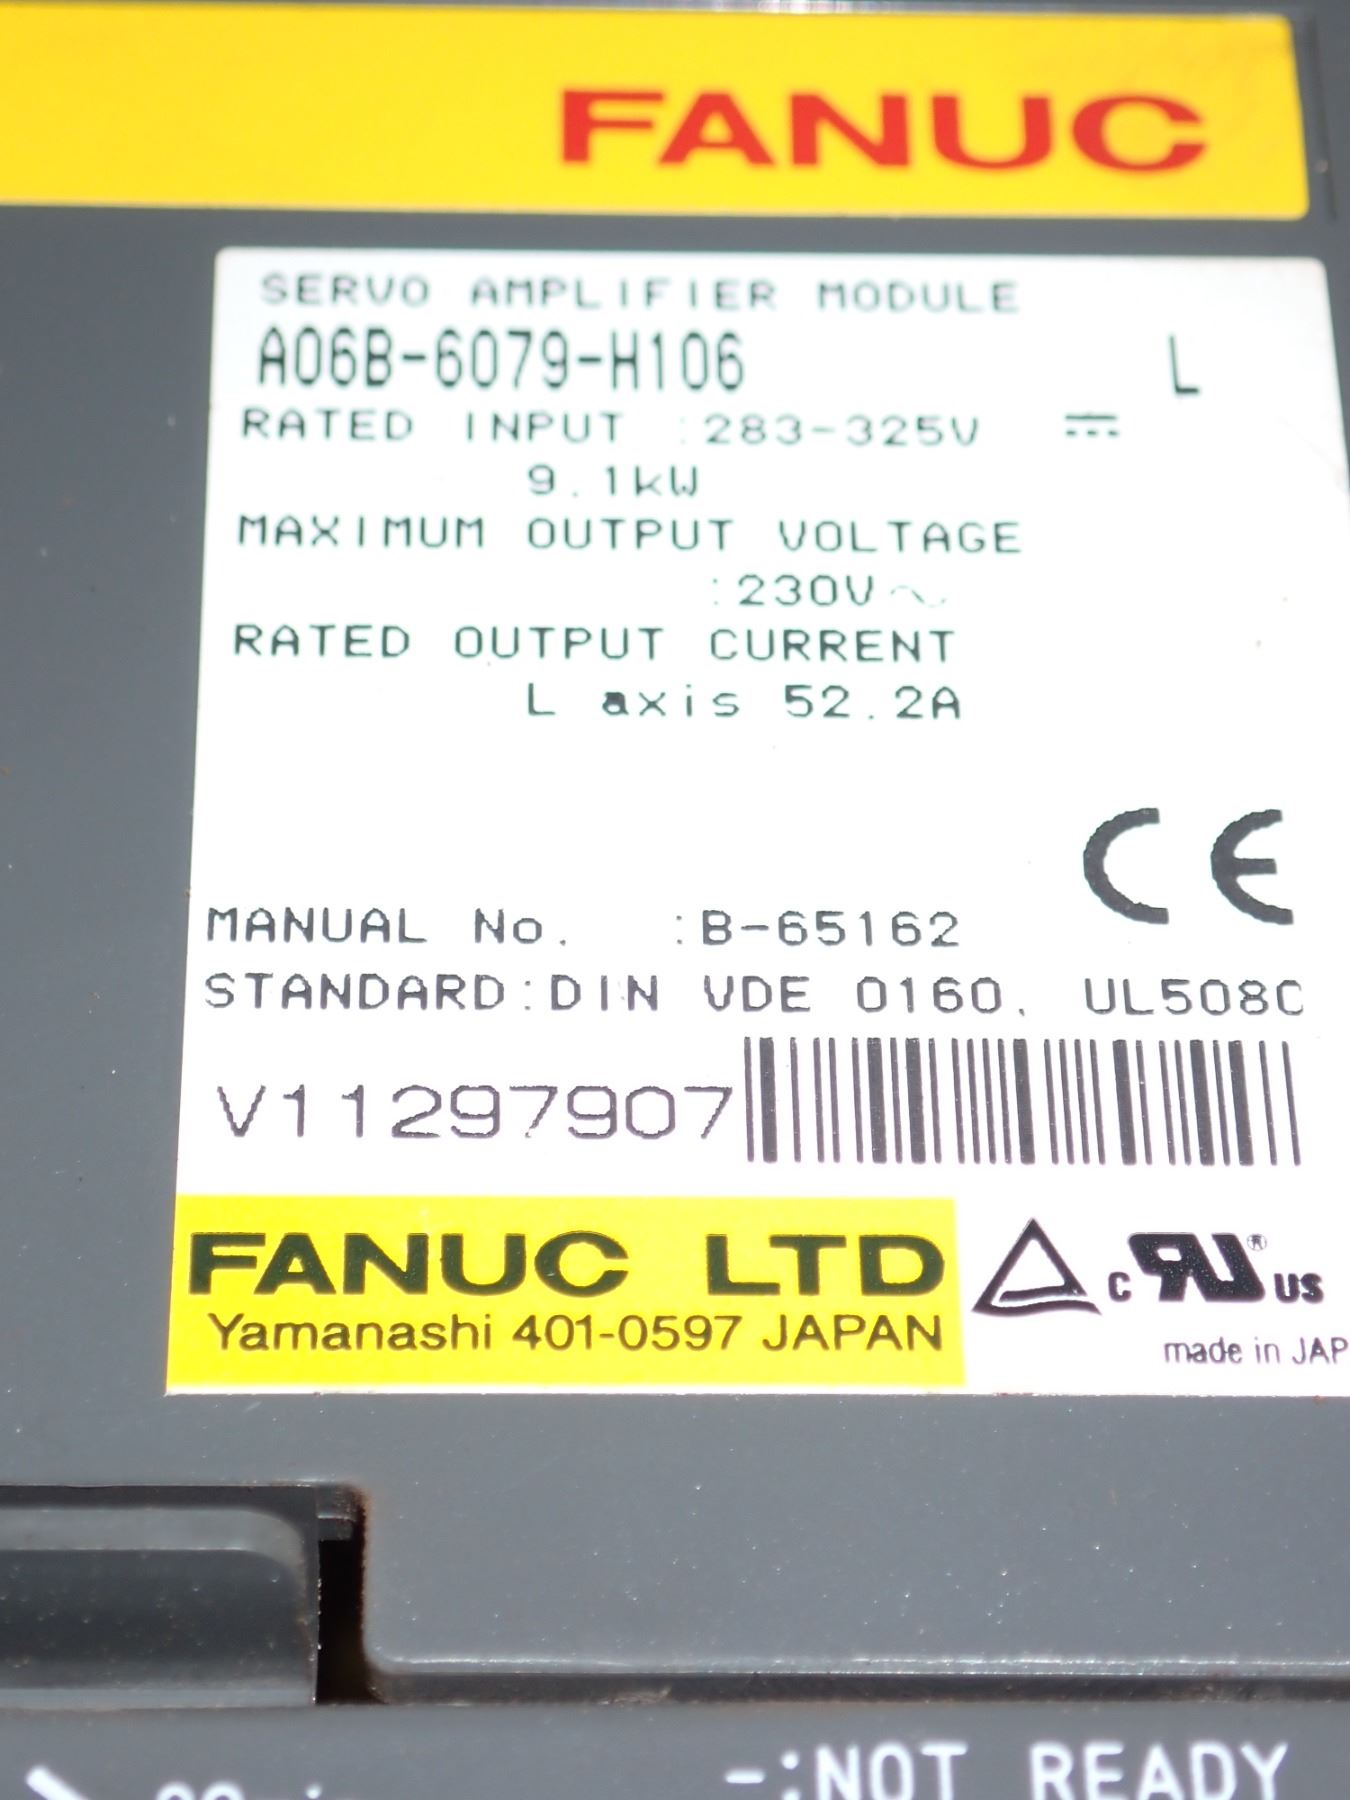 FANUC
SERVO AMPLIFIER MODULE
A06B-6079-H106 L
RATED INPUT :283-325V ⎓
9.1kW
MAXIMUM OUTPUT VOLTAGE
:230V~
RATED OUTPUT CURRENT
L axis 52.2A
CE
MANUAL No. :B-65162
STANDARD:DIN VDE 0160, UL508C
V11297907
FANUC LTD
Yamanashi 401-0597 JAPAN
c RU ® US
made in JAP
-:NOT READY